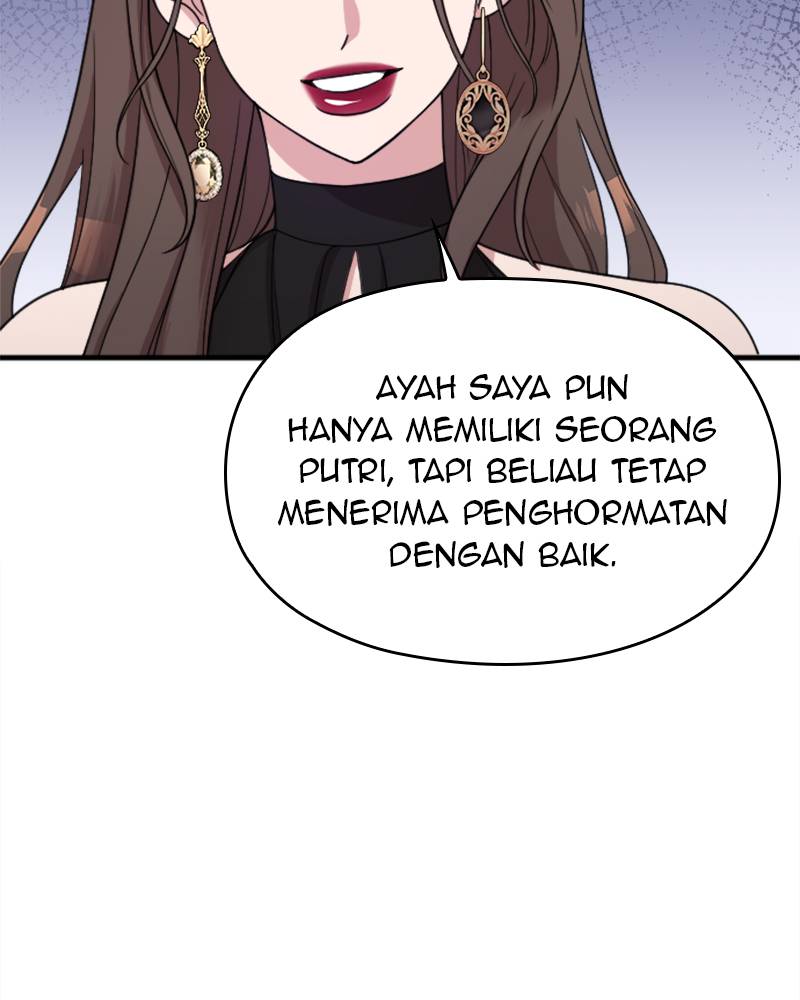 AYAH SAYA PUN
HANYA MEMILIKI SEORANG
PUTRI, TAPI BELIAU TETAP
MENERIMA PENGHORMATAN
DENGAN BAIK.